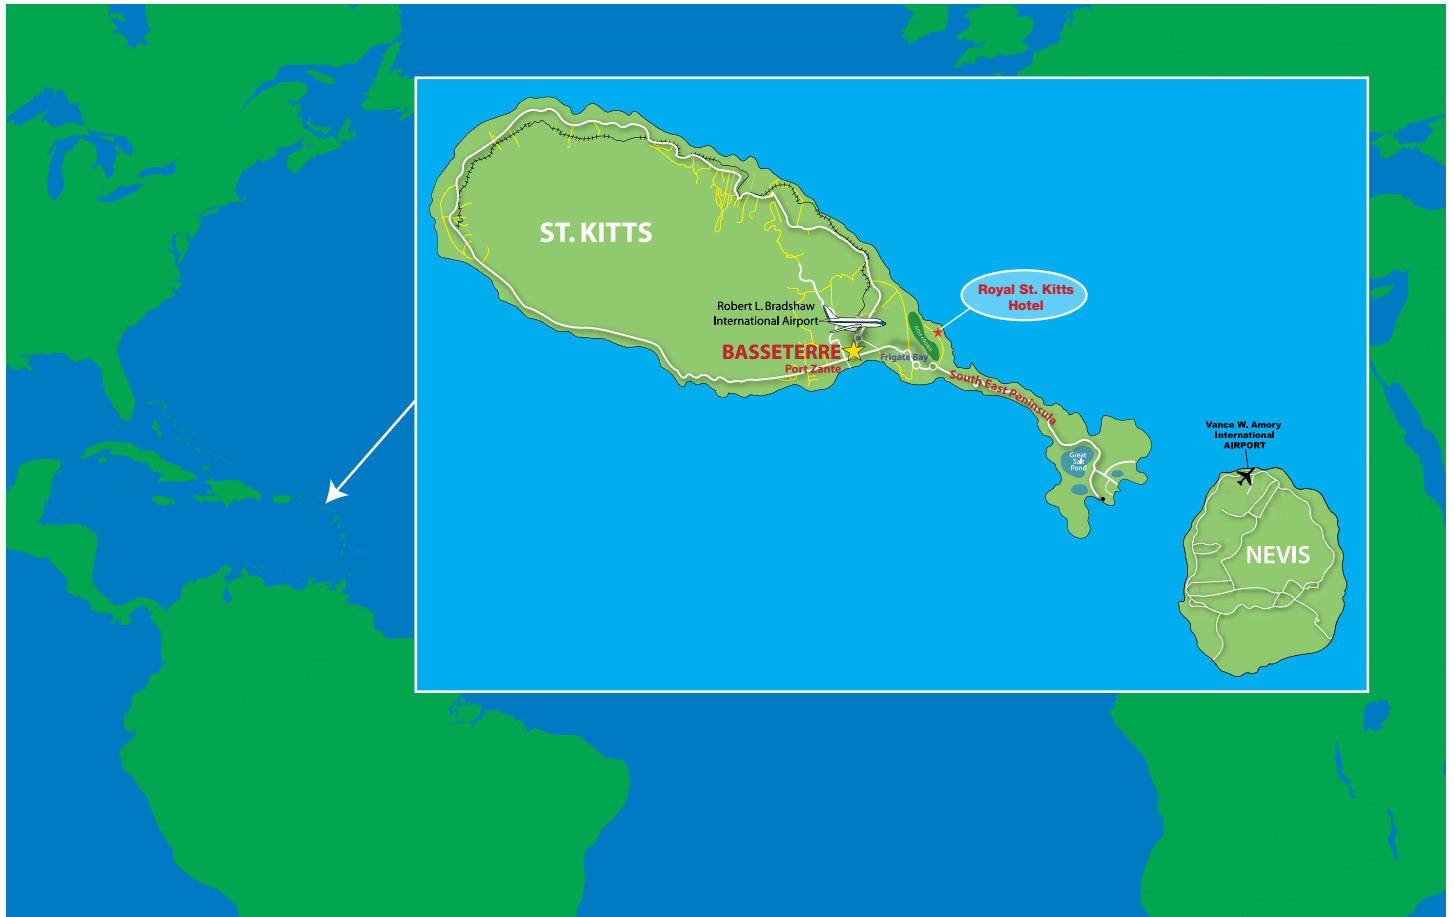 ST. KITTS
Royal St. Kitts
Hotel
Robert L. Bradshaw
International Airport
BASSETERRE
Port Zante
Frigate Bay
South East Peninsula
Great
Salt
Pond
Vance W. Amory
International
AIRPORT
NEVIS